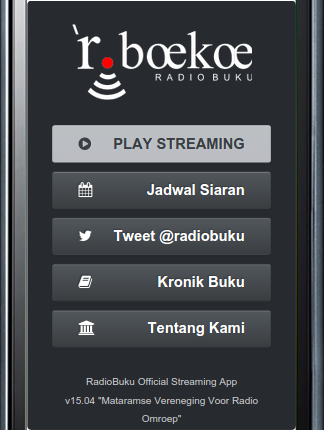 r.boekoe
RADIO BUKU
PLAY STREAMING
Jadwal Siaran
Tweet @radiobuku
Kronik Buku
Tentang Kami
RadioBuku Official Streaming App
v15.04 "Mataramse Vereneging Voor Radio
Omroep"